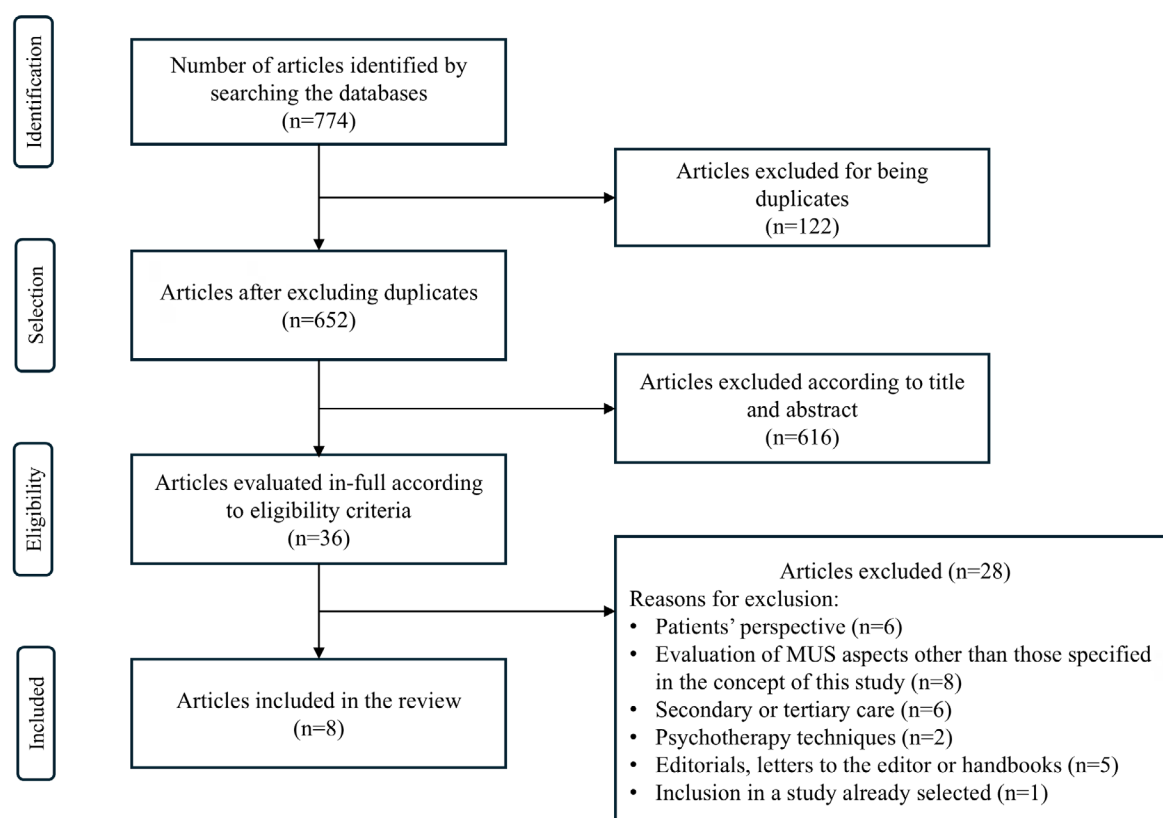 Identification
Number of articles identified by
searching the databases
(n=774)
Articles excluded for being
duplicates
(n=122)
Selection
Articles after excluding duplicates
(n=652)
Articles excluded according to title
and abstract
(n=616)
Eligibility
Articles evaluated in-full according
to eligibility criteria
(n=36)
Articles excluded (n=28)
Reasons for exclusion:
• Patients’ perspective (n=6)
• Evaluation of MUS aspects other than those specified
in the concept of this study (n=8)
• Secondary or tertiary care (n=6)
• Psychotherapy techniques (n=2)
• Editorials, letters to the editor or handbooks (n=5)
• Inclusion in a study already selected (n=1)
Included
Articles included in the review
(n=8)